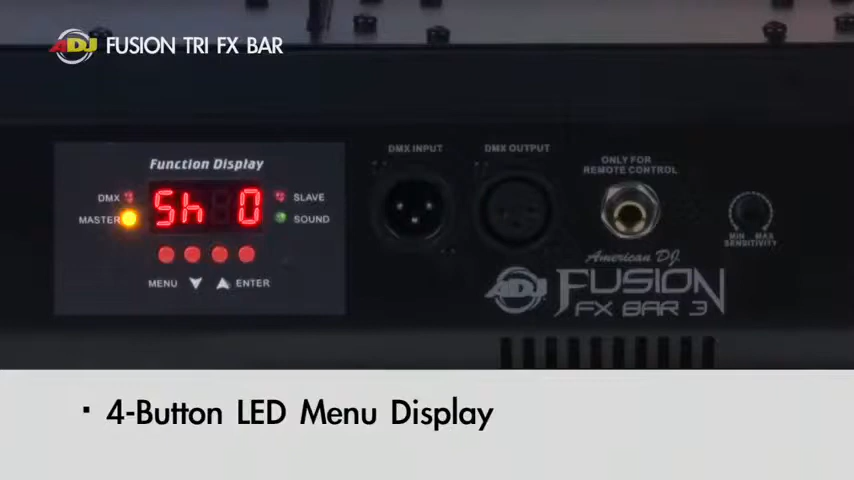 ADJ FUSION TRI FX BAR
Function Display
DMX
SLAVE
MASTER
SOUND
Sh 0
MENU
ENTER
DMX INPUT
DMX OUTPUT
ONLY FOR
REMOTE CONTROL
MIN MAX
SENSITIVITY
American DJ
ADJ FUSION
FX BAR 3
· 4-Button LED Menu Display